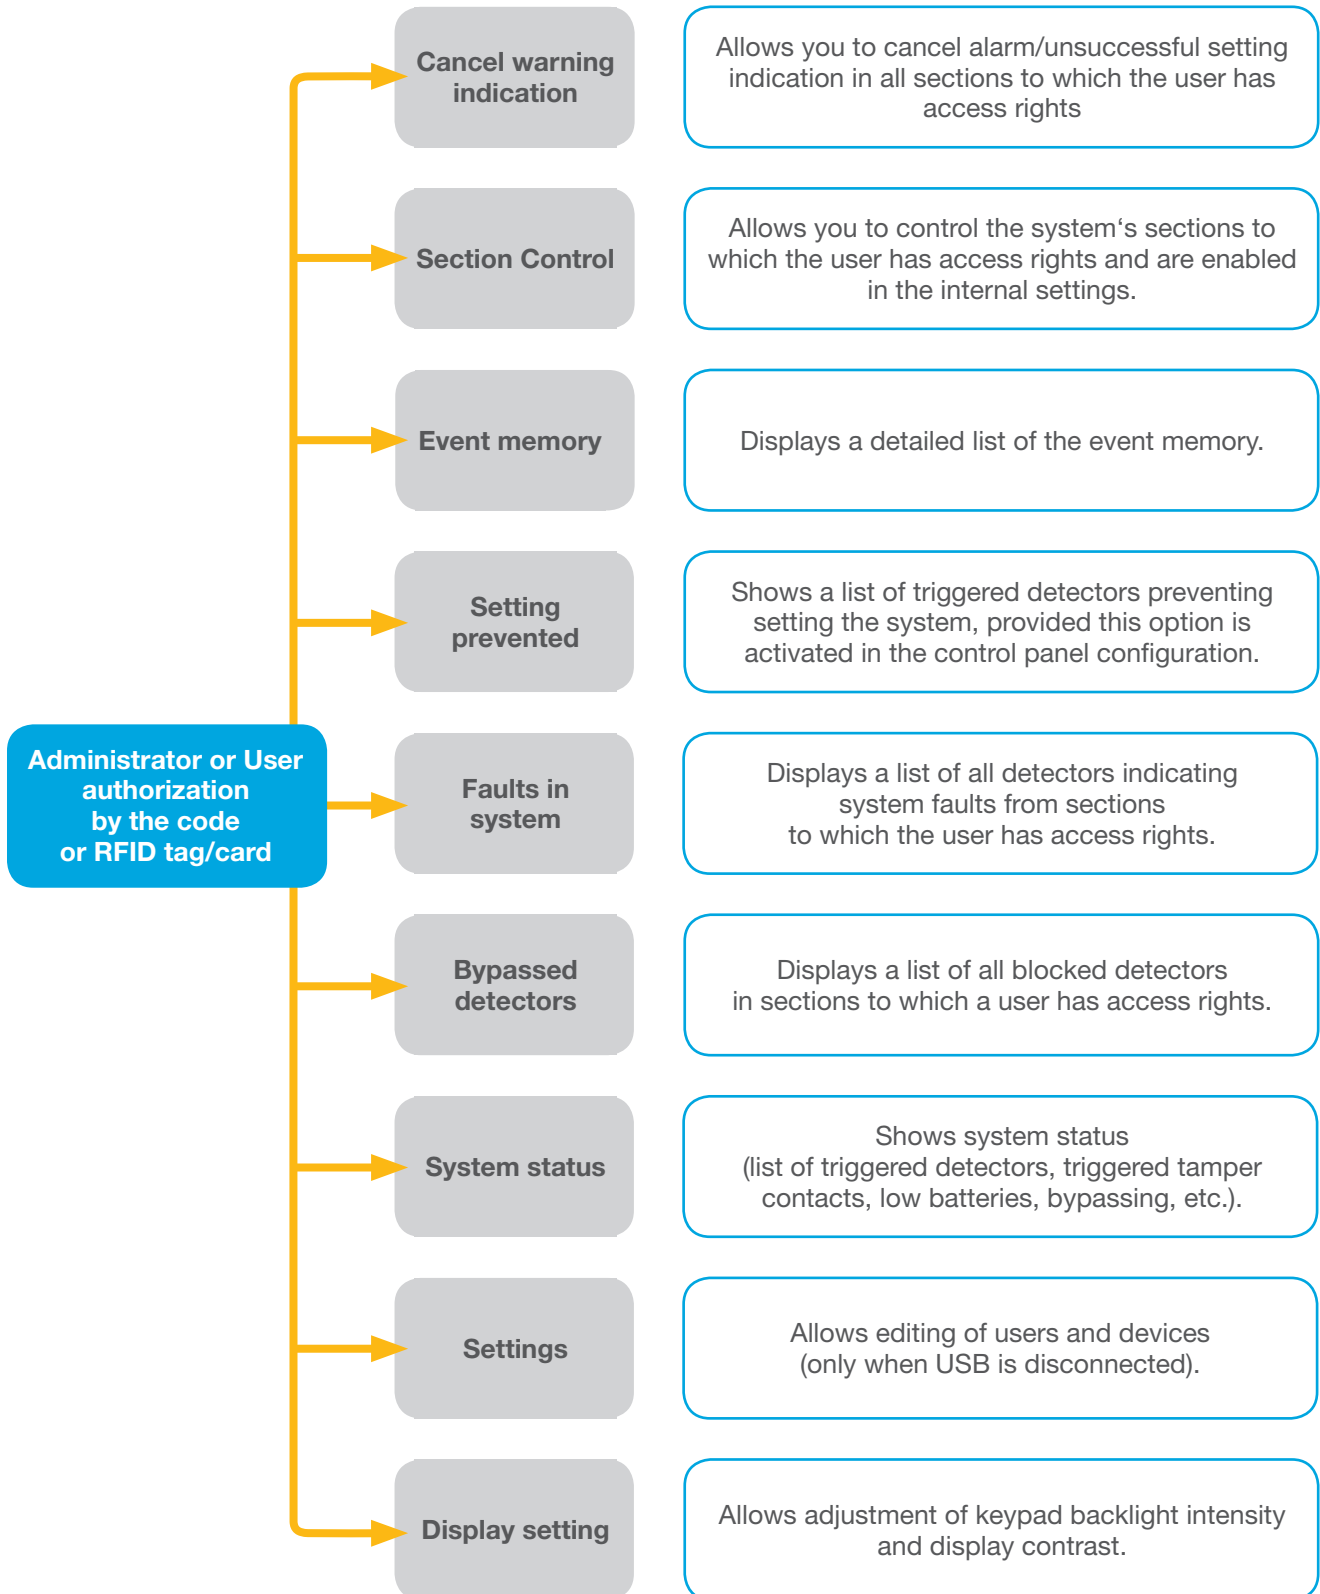 Cancel warning
indication
Allows you to cancel alarm/unsuccessful setting
indication in all sections to which the user has
access rights
Section Control
Allows you to control the system‘s sections to
which the user has access rights and are enabled
in the internal settings.
Event memory
Displays a detailed list of the event memory.
Setting
prevented
Shows a list of triggered detectors preventing
setting the system, provided this option is
activated in the control panel configuration.
Administrator or User
authorization
by the code
or RFID tag/card
Faults in
system
Displays a list of all detectors indicating
system faults from sections
to which the user has access rights.
Bypassed
detectors
Displays a list of all blocked detectors
in sections to which a user has access rights.
System status
Shows system status
(list of triggered detectors, triggered tamper
contacts, low batteries, bypassing, etc.).
Settings
Allows editing of users and devices
(only when USB is disconnected).
Display setting
Allows adjustment of keypad backlight intensity
and display contrast.